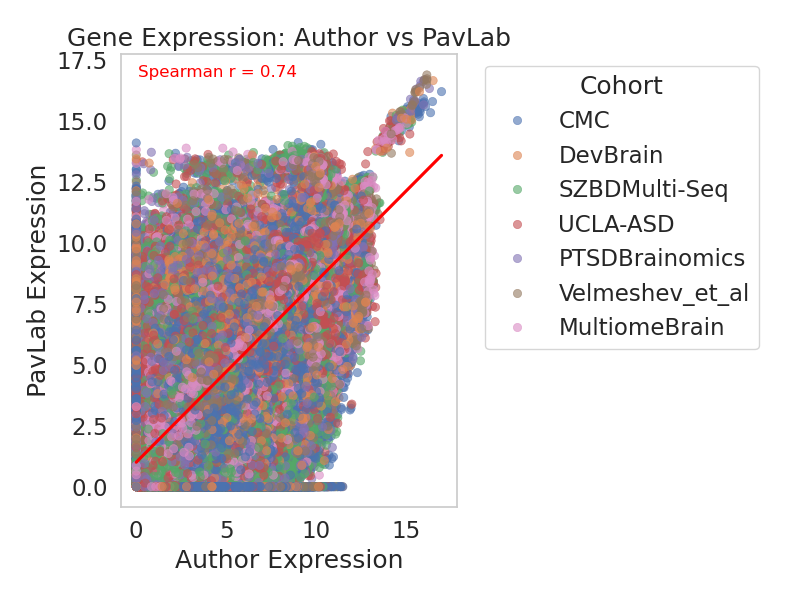 Gene Expression: Author vs PavLab
Spearman r = 0.74
17.5
15.0
12.5
10.0
7.5
5.0
2.5
0.0
PavLab Expression
0 5 10 15
Author Expression
Cohort
CMC
DevBrain
SZBDMulti-Seq
UCLA-ASD
PTSDBrainomics
Velmeshev_et_al
MultiomeBrain